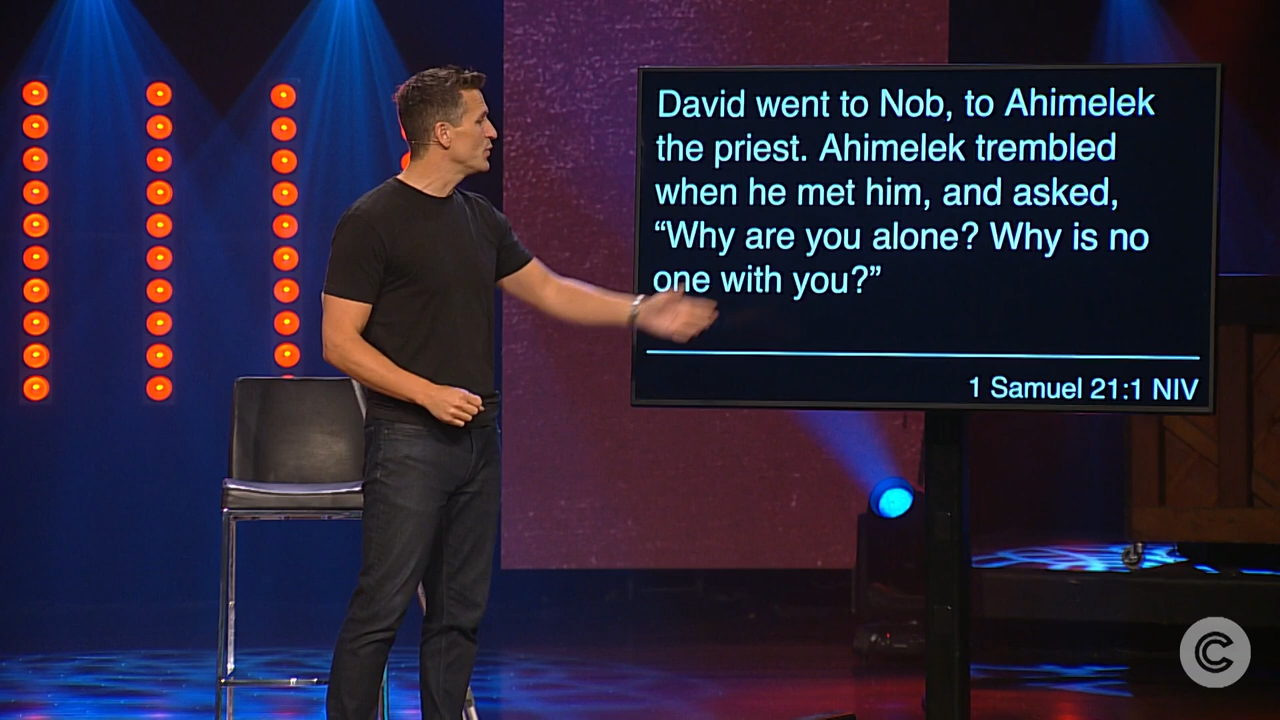 David went to Nob, to Ahimelek
the priest. Ahimelek trembled
when he met him, and asked,
“Why are you alone? Why is no
one with you?”
1 Samuel 21:1 NIV
C